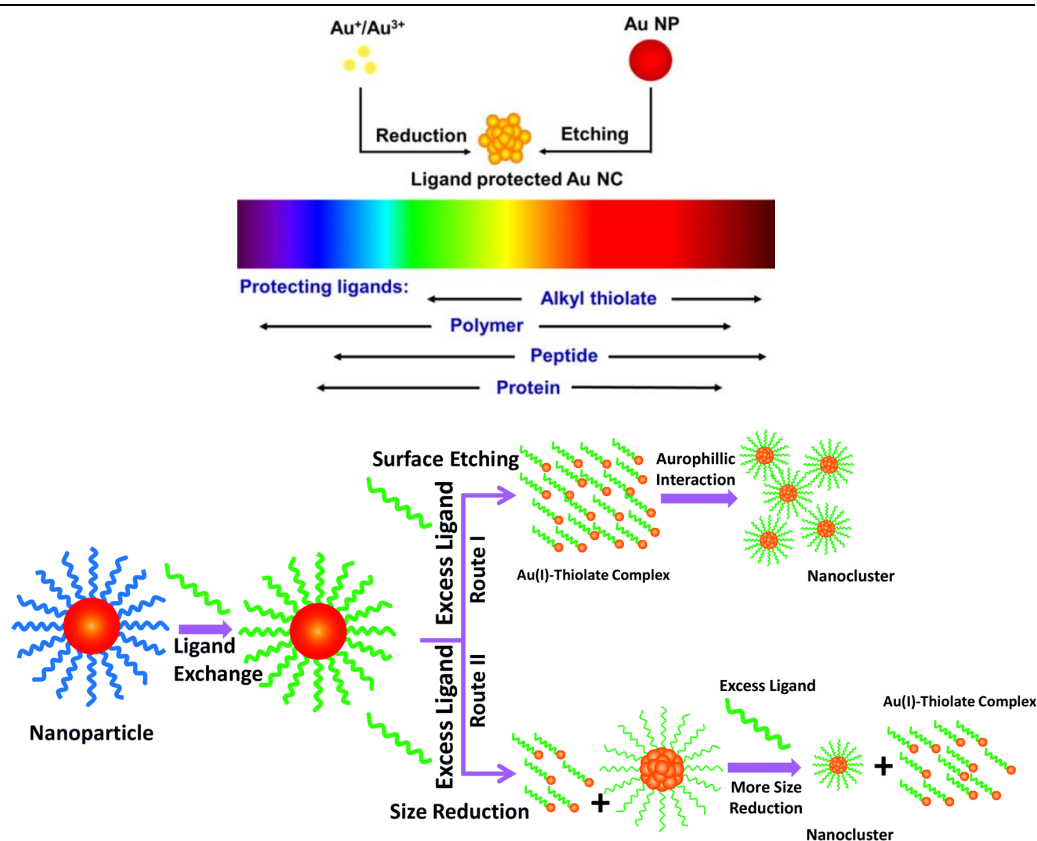 Au⁺/Au³⁺
Au NP
Reduction
Etching
Ligand protected Au NC
Protecting ligands:
Alkyl thiolate
Polymer
Peptide
Protein
Surface Etching
Excess Ligand
Route I
Au(I)-Thiolate Complex
Aurophillic
Interaction
Nanocluster
Ligand
Exchange
Nanoparticle
Excess Ligand
Route II
Size Reduction
+
Excess Ligand
More Size
Reduction
Nanocluster
+
Au(I)-Thiolate Complex